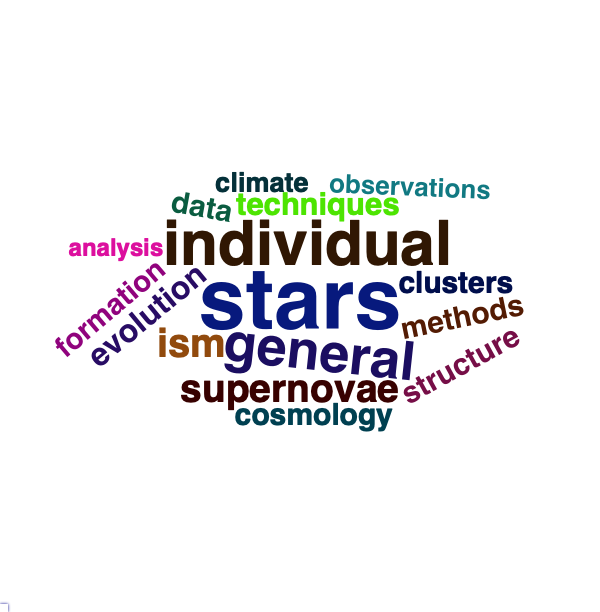 climate
observations
data
techniques
individual
analysis
formation
evolution
stars
clusters
methods
ism
general
structure
supernovae
cosmology